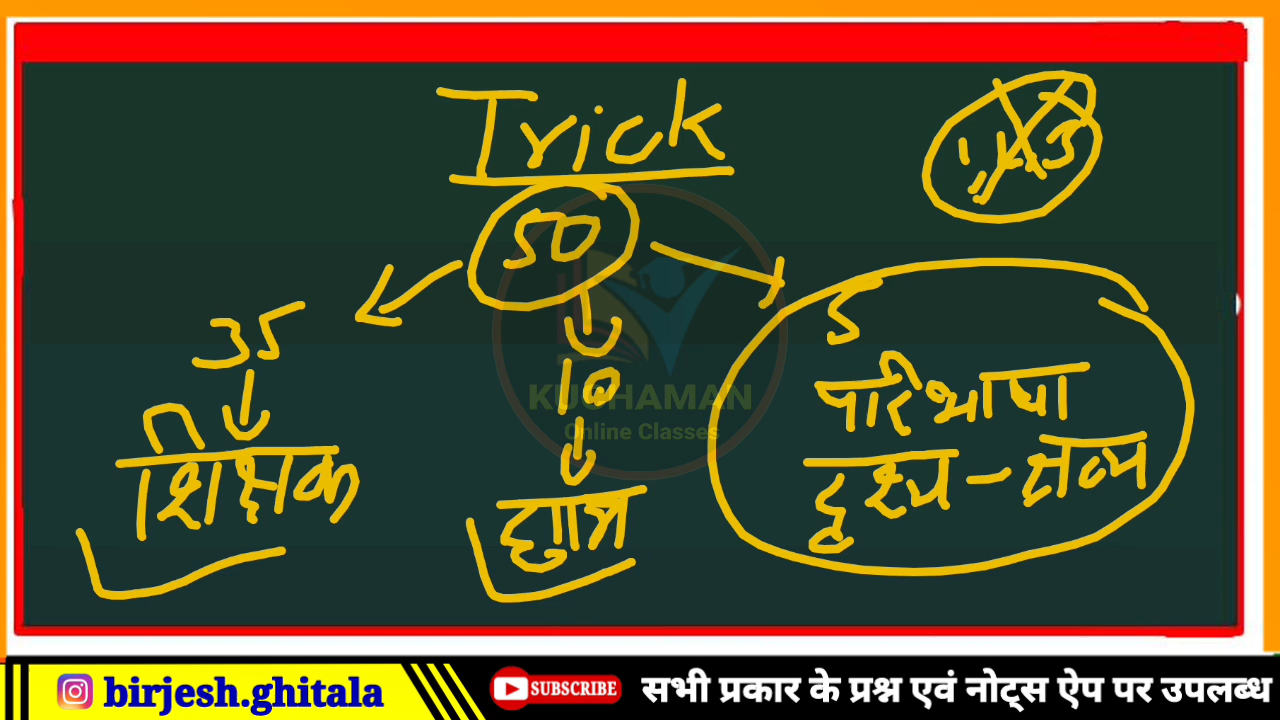 Trick
50
35
10
5
शिक्षक
छात्र
परिभाषा
दृश्य - श्रव्य
KUCHAMAN
Online Classes
birjesh.ghitala
SUBSCRIBE
सभी प्रकार के प्रश्न एवं नोट्स ऐप पर उपलब्ध